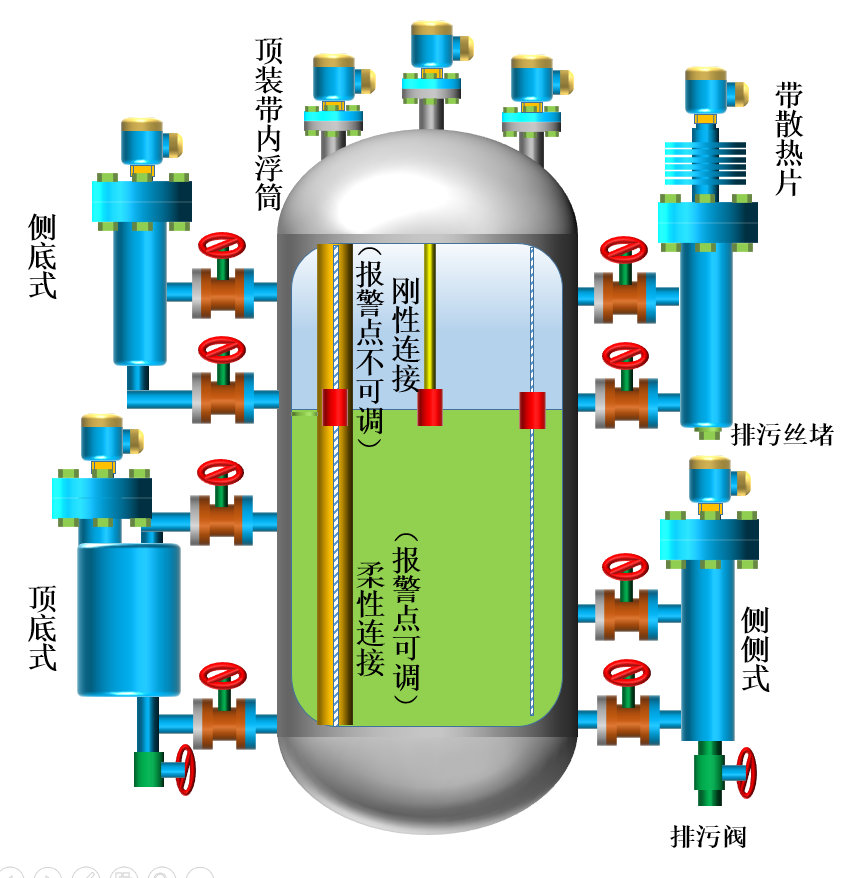 顶装带内浮筒
带散热片
侧底式
（报警点不可调）
刚性连接
排污丝堵
（报警点可调）
柔性连接
顶底式
侧侧式
排污阀